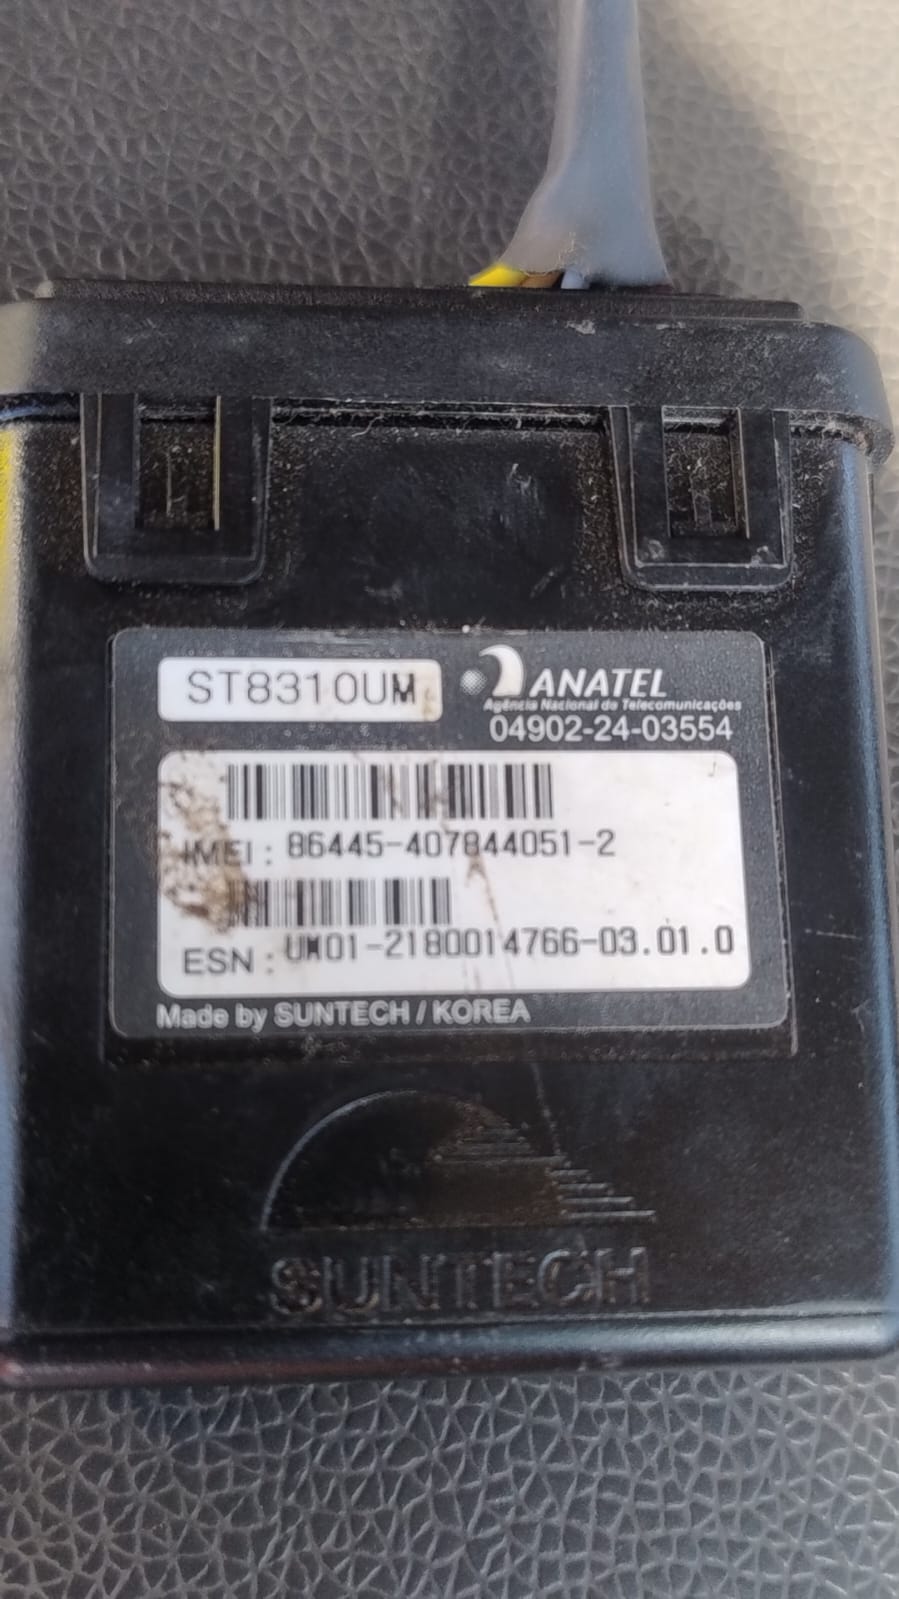 ST8310UM
ANATEL
Agência Nacional de Telecomunicações
04902-24-03554
IMEI : 86445-407844051-2
ESN : UM01-2180014766-03.01.0
Made by SUNTECH / KOREA
SUNTECH